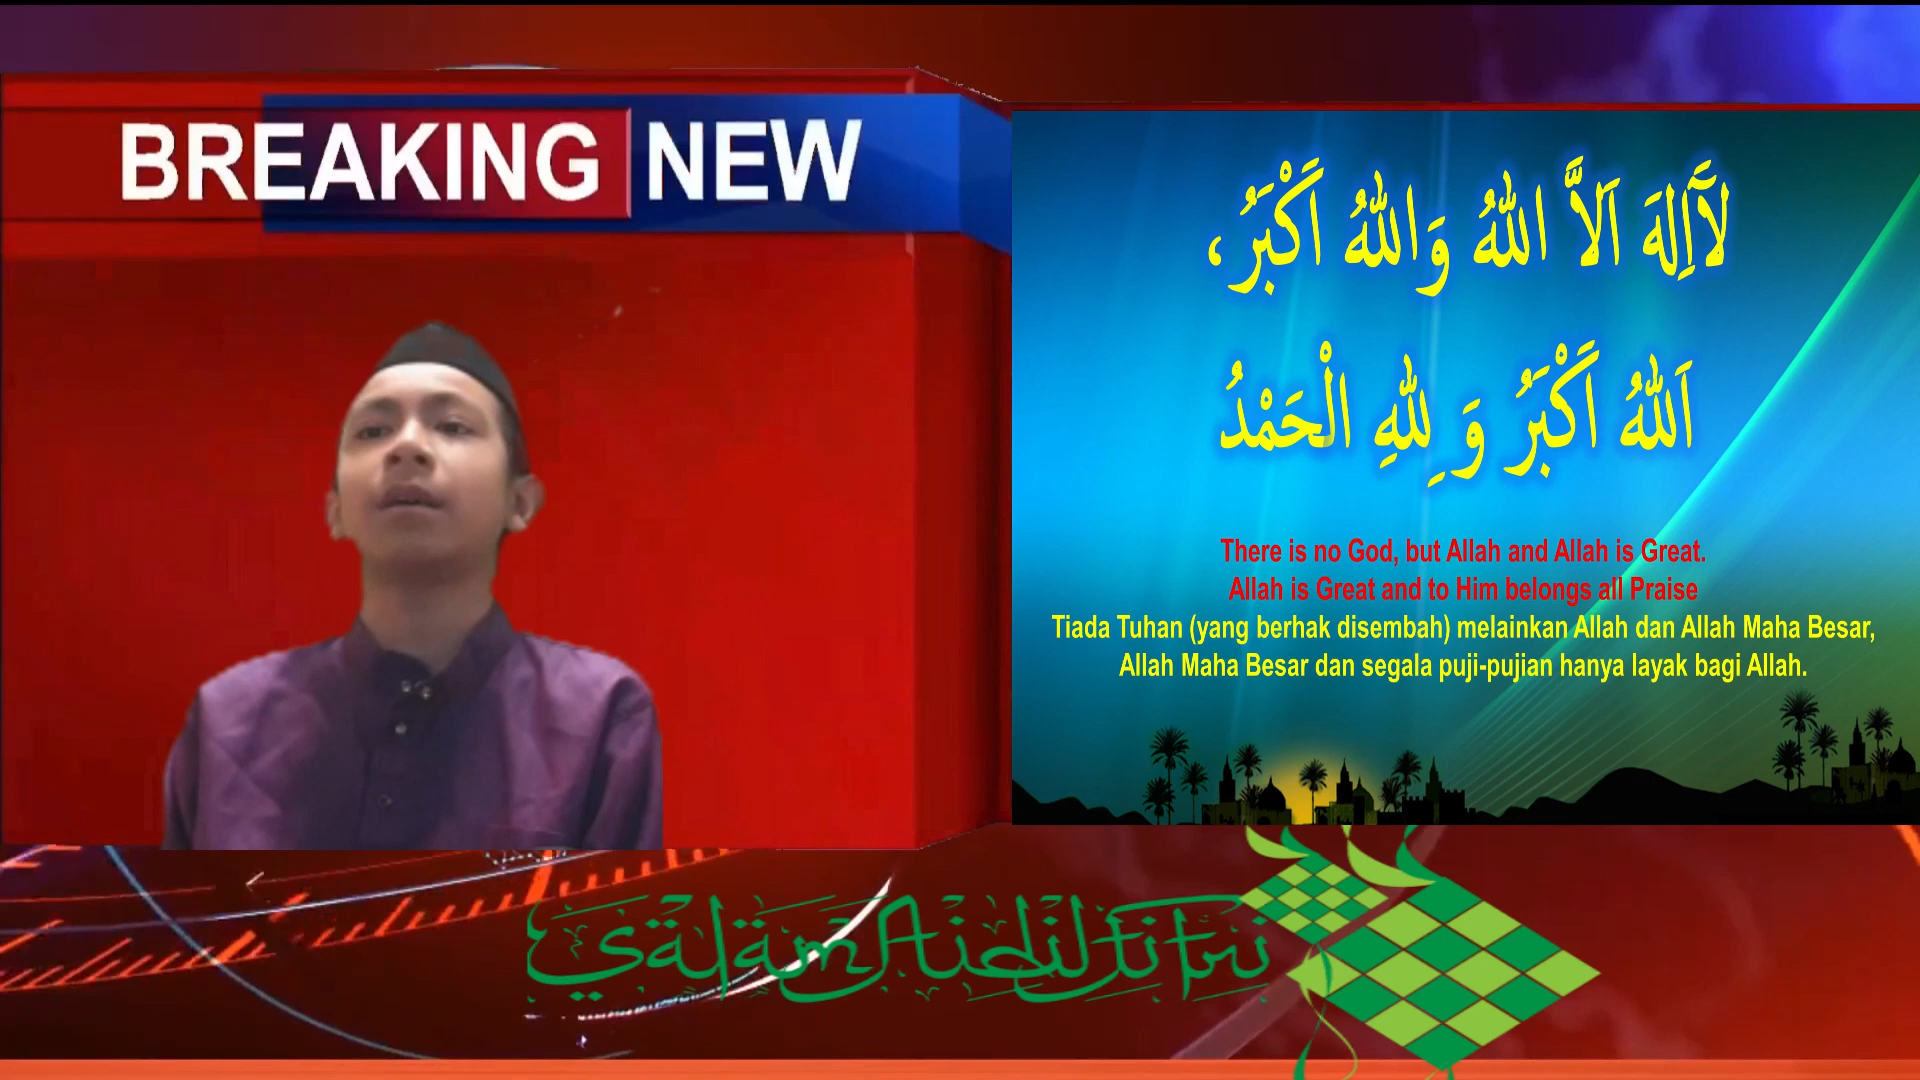 BREAKING NEW
لَآاِلهَ اَلاَّ اللهُ وَاللهُ اَكْبَرُ،
اَللهُ اَكْبَرُ وَ لِلهِ الْحَمْدُ
There is no God, but Allah and Allah is Great.
Allah is Great and to Him belongs all Praise
Tiada Tuhan (yang berhak disembah) melainkan Allah dan Allah Maha Besar,
Allah Maha Besar dan segala puji-pujian hanya layak bagi Allah.
Salam Aidilfitri